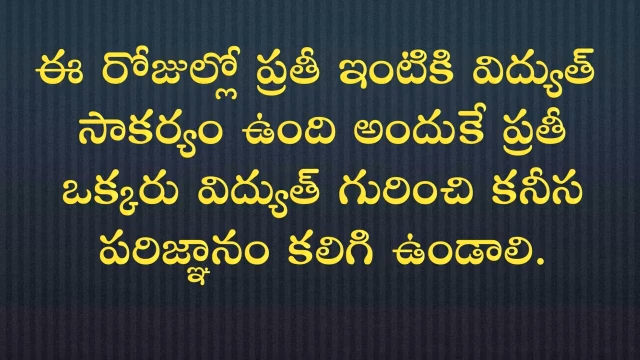 ఈ రోజుల్లో ప్రతీ ఇంటికి విద్యుత్
సాకర్యం ఉంది అందుకే ప్రతీ
ఒక్కరు విద్యుత్ గురించి కనీస
పరిజ్ఞానం కలిగి ఉండాలి.